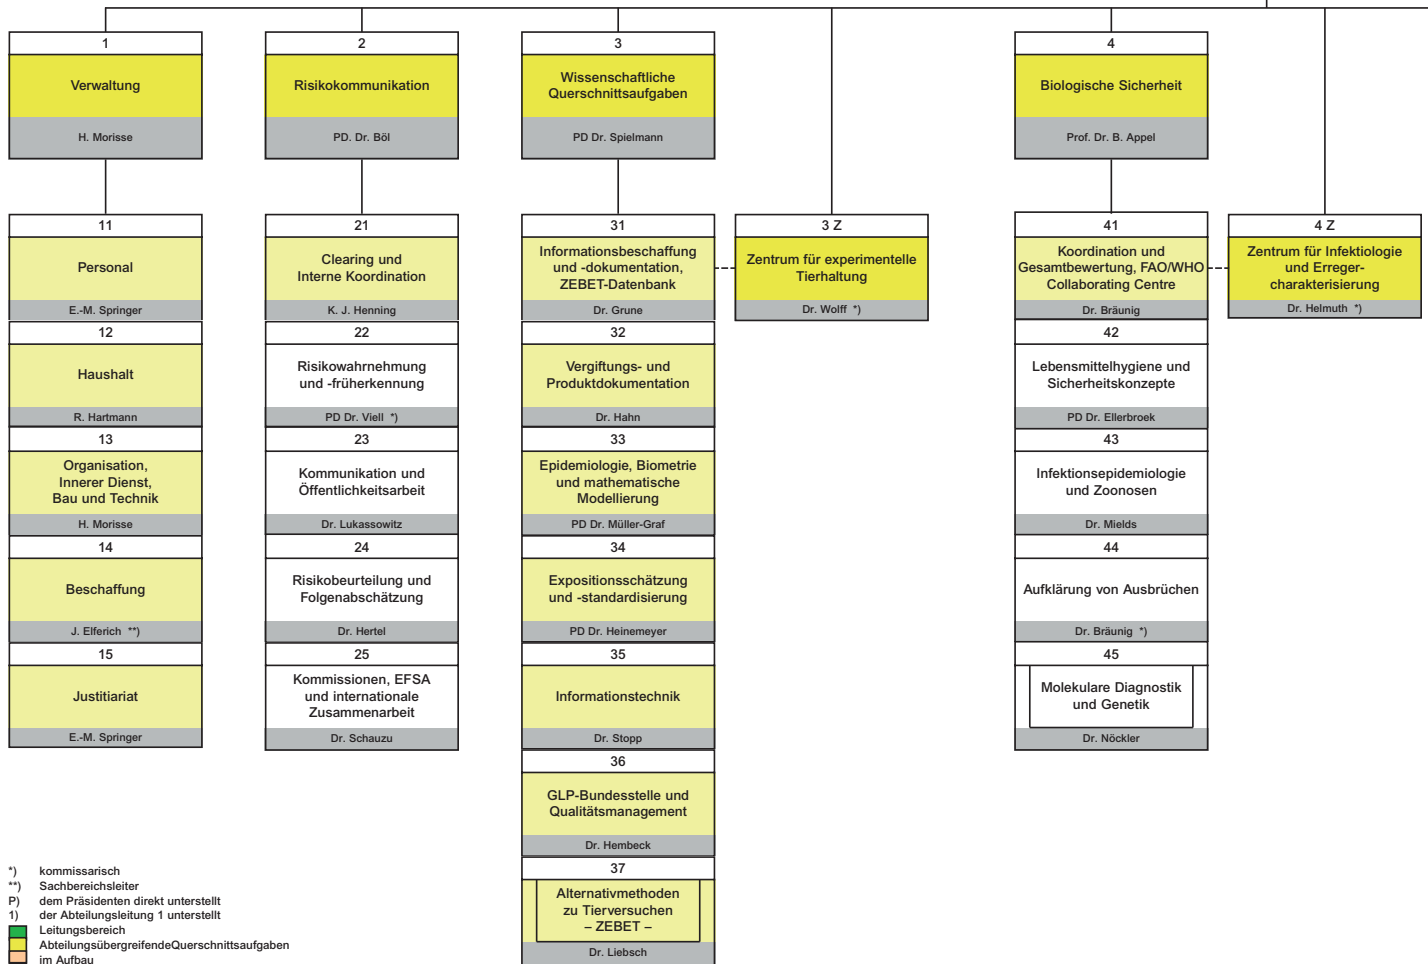 1
Verwaltung
H. Morisse
2
Risikokommunikation
PD. Dr. Böl
3
Wissenschaftliche
Querschnittsaufgaben
PD Dr. Spielmann
4
Biologische Sicherheit
Prof. Dr. B. Appel
11
Personal
E.-M. Springer
12
Haushalt
R. Hartmann
13
Organisation,
Innerer Dienst,
Bau und Technik
H. Morisse
14
Beschaffung
J. Elferich **)
15
Justitiariat
E.-M. Springer
21
Clearing und
Interne Koordination
K. J. Henning
22
Risikowahrnehmung
und -früherkennung
PD Dr. Viell *)
23
Kommunikation und
Öffentlichkeitsarbeit
Dr. Lukassowitz
24
Risikobeurteilung und
Folgenabschätzung
Dr. Hertel
25
Kommissionen, EFSA
und internationale
Zusammenarbeit
Dr. Schauzu
31
Informationsbeschaffung
und -dokumentation,
ZEBET-Datenbank
Dr. Grune
32
Vergiftungs- und
Produktdokumentation
Dr. Hahn
33
Epidemiologie, Biometrie
und mathematische
Modellierung
PD Dr. Müller-Graf
34
Expositionsschätzung
und -standardisierung
PD Dr. Heinemeyer
35
Informationstechnik
Dr. Stopp
36
GLP-Bundesstelle und
Qualitätsmanagement
Dr. Hembeck
37
Alternativmethoden
zu Tierversuchen
– ZEBET –
Dr. Liebsch
3 Z
Zentrum für experimentelle
Tierhaltung
Dr. Wolff *)
41
Koordination und
Gesamtbewertung, FAO/WHO
Collaborating Centre
Dr. Bräunig
42
Lebensmittelhygiene und
Sicherheitskonzepte
PD Dr. Ellerbroek
43
Infektionsepidemiologie
und Zoonosen
Dr. Mields
44
Aufklärung von Ausbrüchen
Dr. Bräunig *)
45
Molekulare Diagnostik
und Genetik
Dr. Nöckler
4 Z
Zentrum für Infektiologie
und Erreger-
charakterisierung
Dr. Helmuth *)
*) kommissarisch
**) Sachbereichsleiter
P) dem Präsidenten direkt unterstellt
1) der Abteilungsleitung 1 unterstellt
Leitungsbereich
AbteilungsübergreifendeQuerschnittsaufgaben
im Aufbau